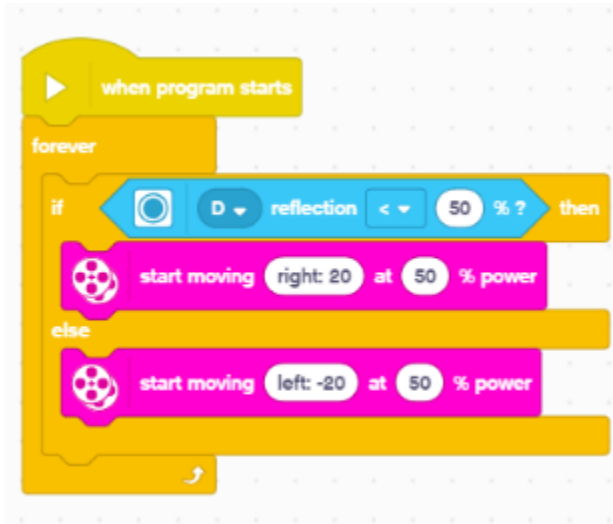 when program starts
forever
if D reflection < 50 % ? then
start moving right: 20 at 50 % power
else
start moving left: -20 at 50 % power